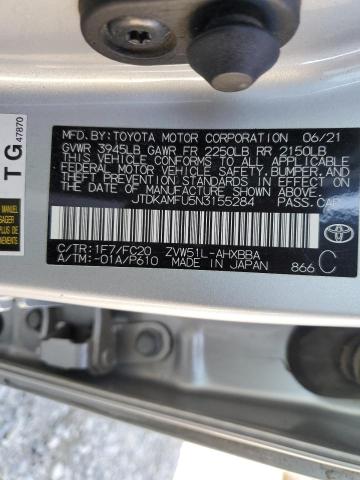 MFD. BY:TOYOTA MOTOR CORPORATION 06/21
GVWR 3945LB GAWR FR 2250LB RR 2150LB
THIS VEHICLE CONFORMS TO ALL APPLICABLE
FEDERAL MOTOR VEHICLE SAFETY, BUMPER, AND
THEFT PREVENTION STANDARDS IN EFFECT ON
THE DATE OF MANUFACTURE SHOWN ABOVE.
JTDKAMFU5N3155284 PASS.CAR
C/TR:1F7/FC20 ZVW51L-AHXBBA
A/TM:-01A/P610 MADE IN JAPAN
866 C
TOYOTA
TG
47870